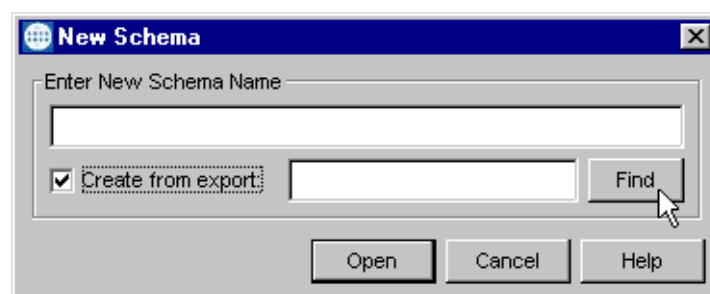 New Schema
Enter New Schema Name
Create from export:
Find
Open Cancel Help